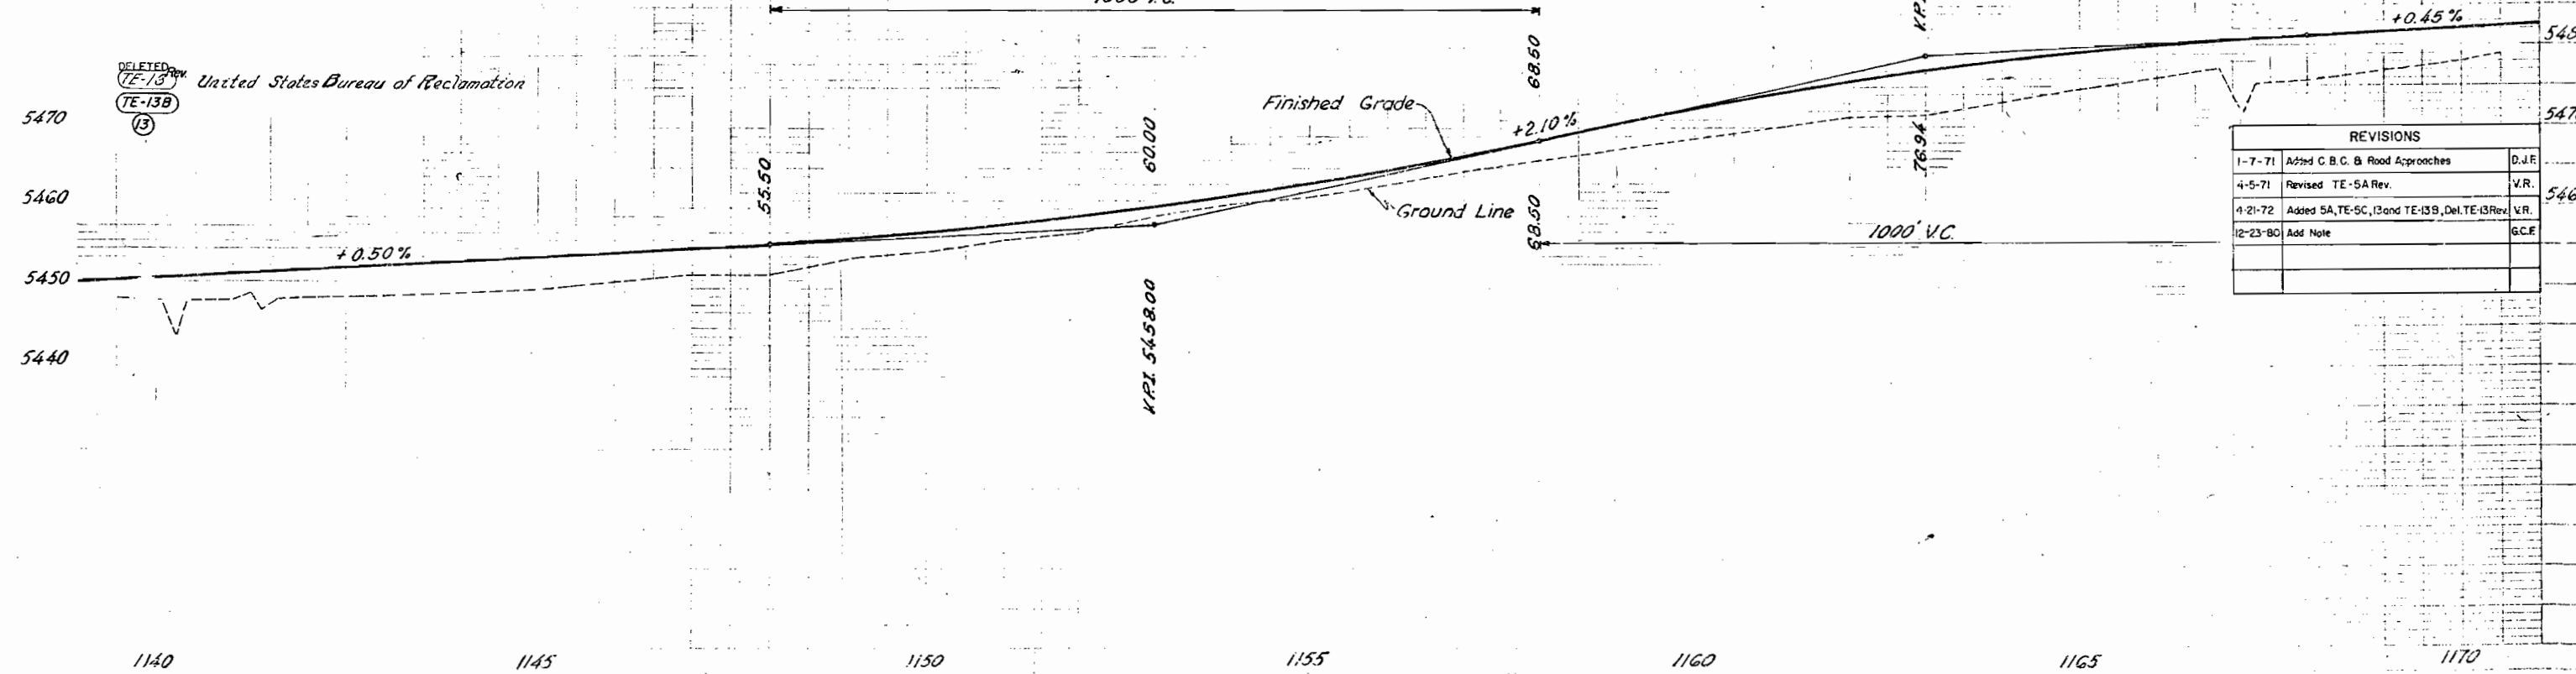 +0.45%
DELETED
TE-13 Rev.
United States Bureau of Reclamation
TE-13B
13
5470
5460
5450
5440
+0.50%
55.50
60.00
V.P.I. 5458.00
Finished Grade
Ground Line
+2.10%
68.50
68.50
76.94
1000' V.C.
REVISIONS
1-7-71 Added C.B.C. & Road Approaches D.J.F.
4-5-71 Revised TE-5A Rev. V.R.
4-21-72 Added 5A, TE-5C, 13 and TE-13B, Del. TE-13 Rev. V.R.
12-23-80 Add Note G.C.F.
1140 1145 1150 1155 1160 1165 1170